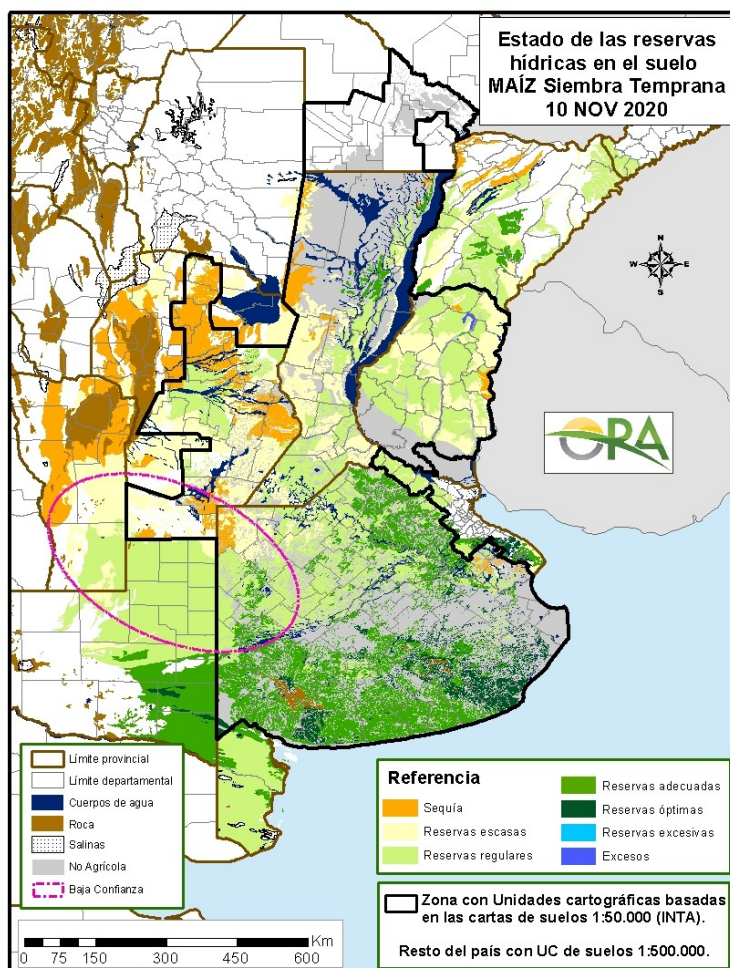 Estado de las reservas
hídricas en el suelo
MAÍZ Siembra Temprana
10 NOV 2020
N
W
E
S
ORA
Límite provincial
Límite departamental
Cuerpos de agua
Roca
Salinas
No Agrícola
Baja Confianza
Referencia
Sequía
Reservas escasas
Reservas regulares
Reservas adecuadas
Reservas óptimas
Reservas excesivas
Excesos
Zona con Unidades cartográficas basadas
en las cartas de suelos 1:50.000 (INTA).
Resto del país con UC de suelos 1:500.000.
Km
0 75 150 300 450 600